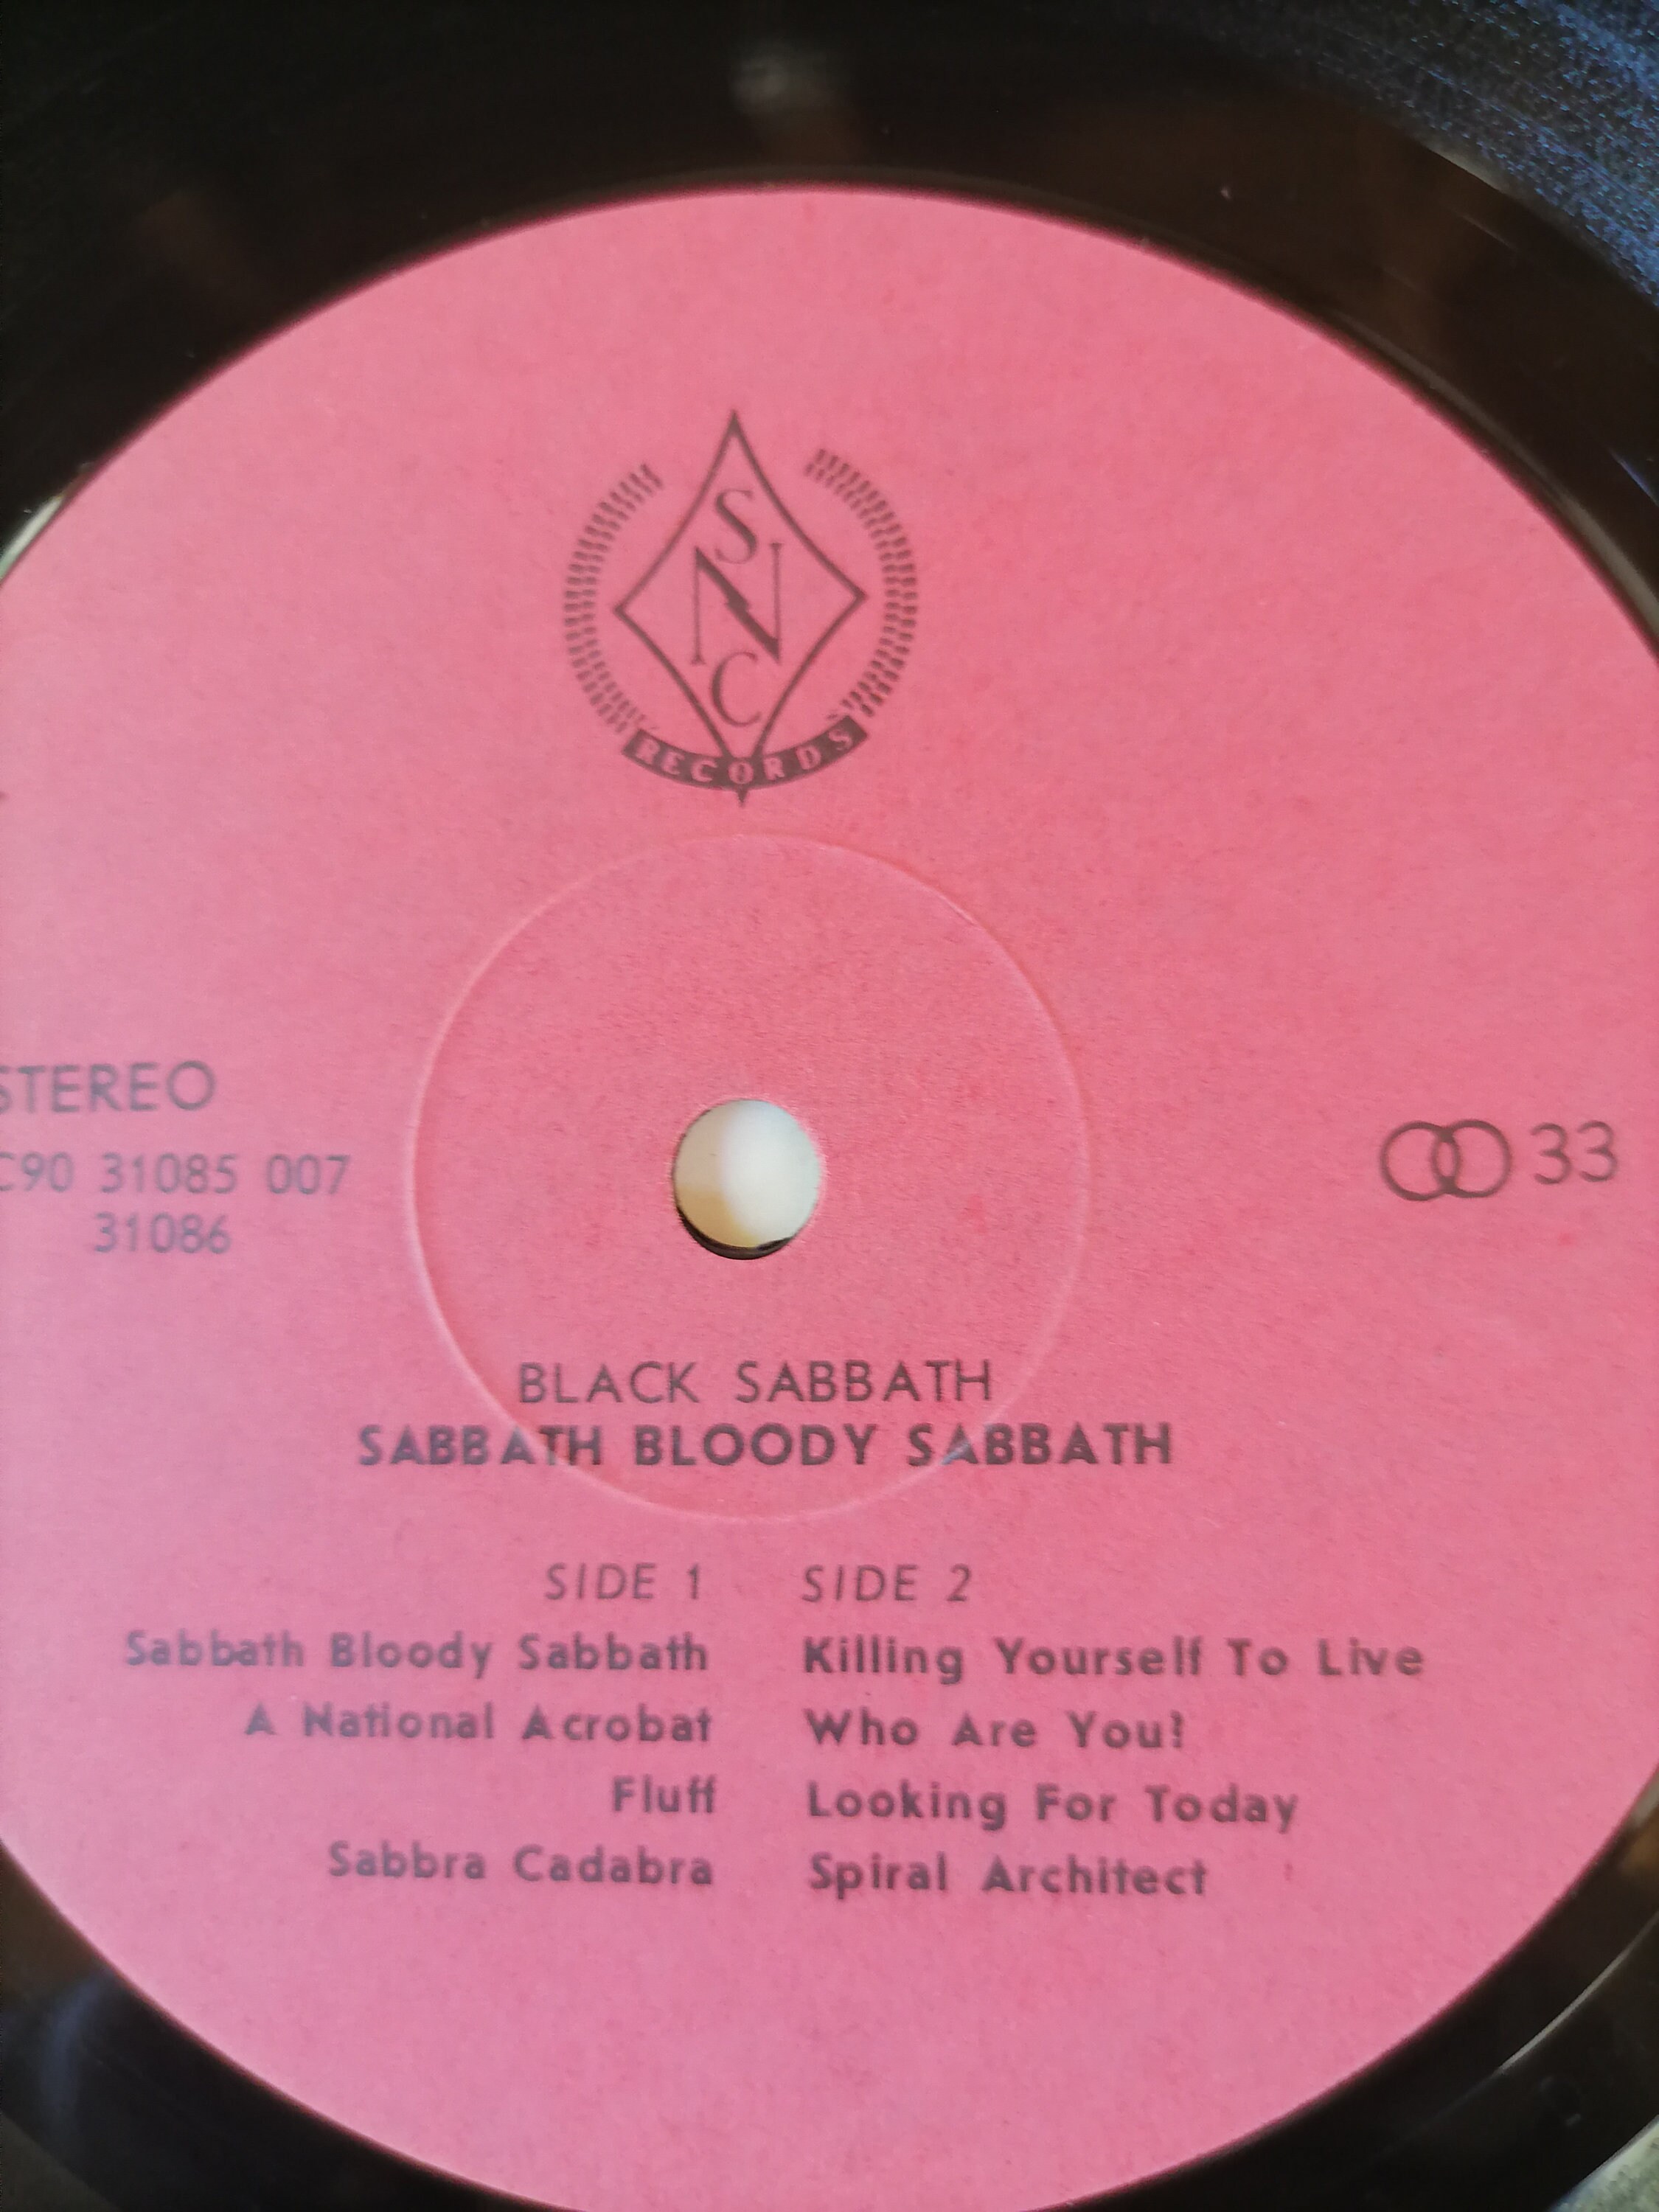 S
N
C
RECORDS
STEREO
C90 31085 007
31086
33
BLACK SABBATH
SABBATH BLOODY SABBATH
SIDE 1
Sabbath Bloody Sabbath
A National Acrobat
Fluff
Sabbra Cadabra
SIDE 2
Killing Yourself To Live
Who Are You?
Looking For Today
Spiral Architect